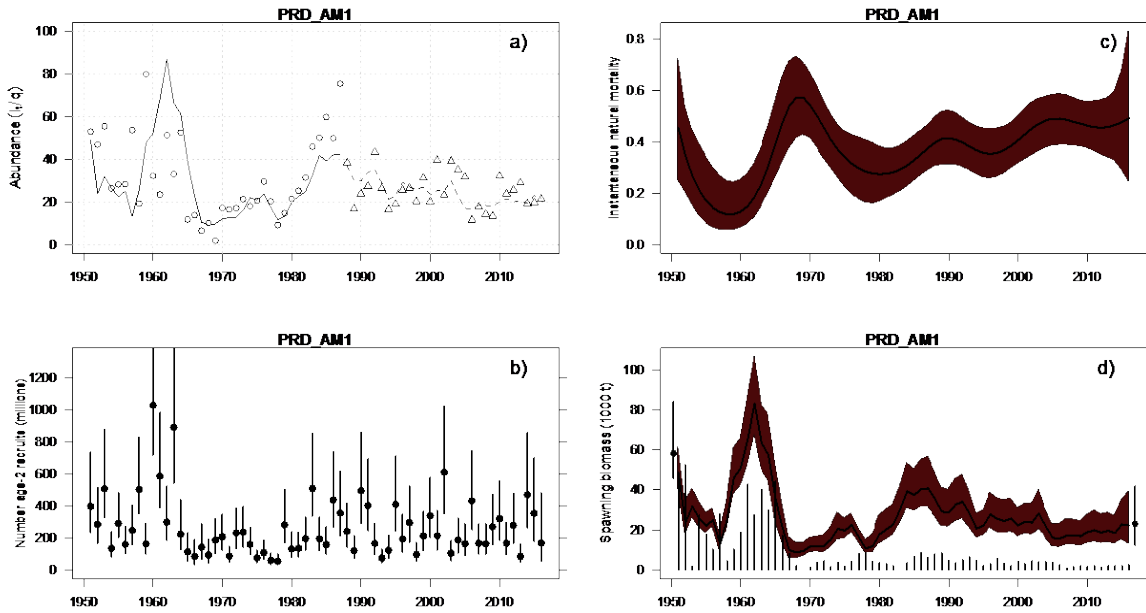 PRD_AM1
a)
Abundance (It/q)
100
80
60
40
20
0
1950 1960 1970 1980 1990 2000 2010
PRD_AM1
c)
Instantaneous natural mortality
0.8
0.6
0.4
0.2
0.0
1950 1960 1970 1980 1990 2000 2010
PRD_AM1
b)
Number age-2 recruits (millions)
1200
1000
800
600
400
200
0
1950 1960 1970 1980 1990 2000 2010
PRD_AM1
d)
Spawning biomass (1000 t)
100
80
60
40
20
0
1950 1960 1970 1980 1990 2000 2010